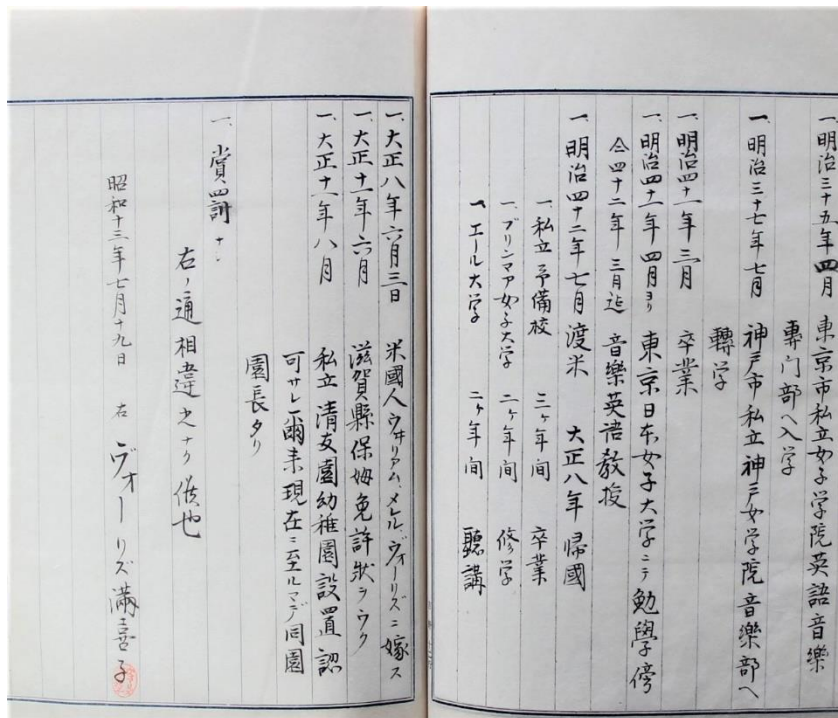 一、明治三十五年四月 東京市私立女子学院英語音樂
専门部へ入学
一、明治三十七年七月 神戸市私立神戸女学院音樂部へ
轉学
一、明治四十一年三月 卒業
一、明治四十一年四月ヨリ 東京日本女子大学ニテ勉學傍
仝四十二年三月迠 音樂英語教授
一、明治四十二年七月渡米 大正八年帰國
一、私立予備校 三ヶ年间 卒業
一、ブリンマア女子大学 二ヶ年间 修学
一、エール大学 二ヶ年间 聽講
一、大正八年六月三日 米國人ウヰリアム、メレル、ヴォーリズニ嫁ス
一、大正十一年六月 滋賀縣保姆免許狀ヲウク
一、大正十一年八月 私立清友園幼稚園設置認
可サレ爾来現在ニ至ルマデ同園
園長タリ
一、賞罰ナシ
右ノ通相違之ナク候也
昭和十三年七月十九日 右 ヴォーリズ満喜子